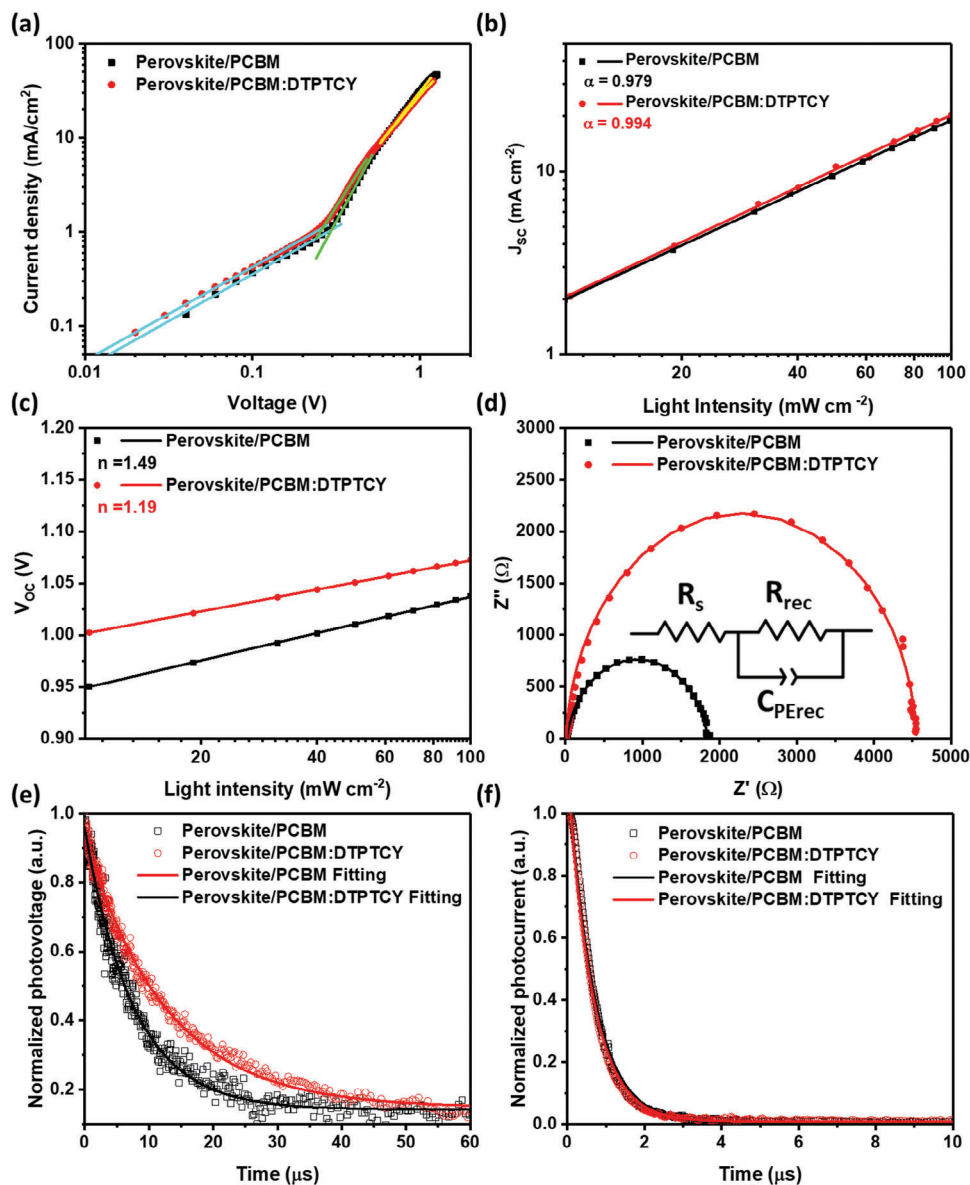 (a)
100
10
1
0.1
0.01
0.1
1
Current density (mA/cm²)
Voltage (V)
Perovskite/PCBM
Perovskite/PCBM:DTPTCY
(b)
10
1
20
40
60
80
100
J_SC (mA cm⁻²)
Light Intensity (mW cm⁻²)
Perovskite/PCBM
α = 0.979
Perovskite/PCBM:DTPTCY
α = 0.994
(c)
1.20
1.15
1.10
1.05
1.00
0.95
0.90
20
40
60
80
100
V_OC (V)
Light intensity (mW cm⁻²)
Perovskite/PCBM
n =1.49
Perovskite/PCBM:DTPTCY
n =1.19
(d)
2500
2000
1500
1000
500
0
0
1000
2000
3000
4000
5000
Z'' (Ω)
Z' (Ω)
Perovskite/PCBM
Perovskite/PCBM:DTPTCY
R_s
R_rec
C_PErec
(e)
1.0
0.8
0.6
0.4
0.2
0
10
20
30
40
50
60
Normalized photovoltage (a.u.)
Time (μs)
Perovskite/PCBM
Perovskite/PCBM:DTPTCY
Perovskite/PCBM Fitting
Perovskite/PCBM:DTPTCY Fitting
(f)
1.0
0.8
0.6
0.4
0.2
0.0
0
2
4
6
8
10
Normalized photocurrent (a.u.)
Time (μs)
Perovskite/PCBM
Perovskite/PCBM:DTPTCY
Perovskite/PCBM Fitting
Perovskite/PCBM:DTPTCY Fitting